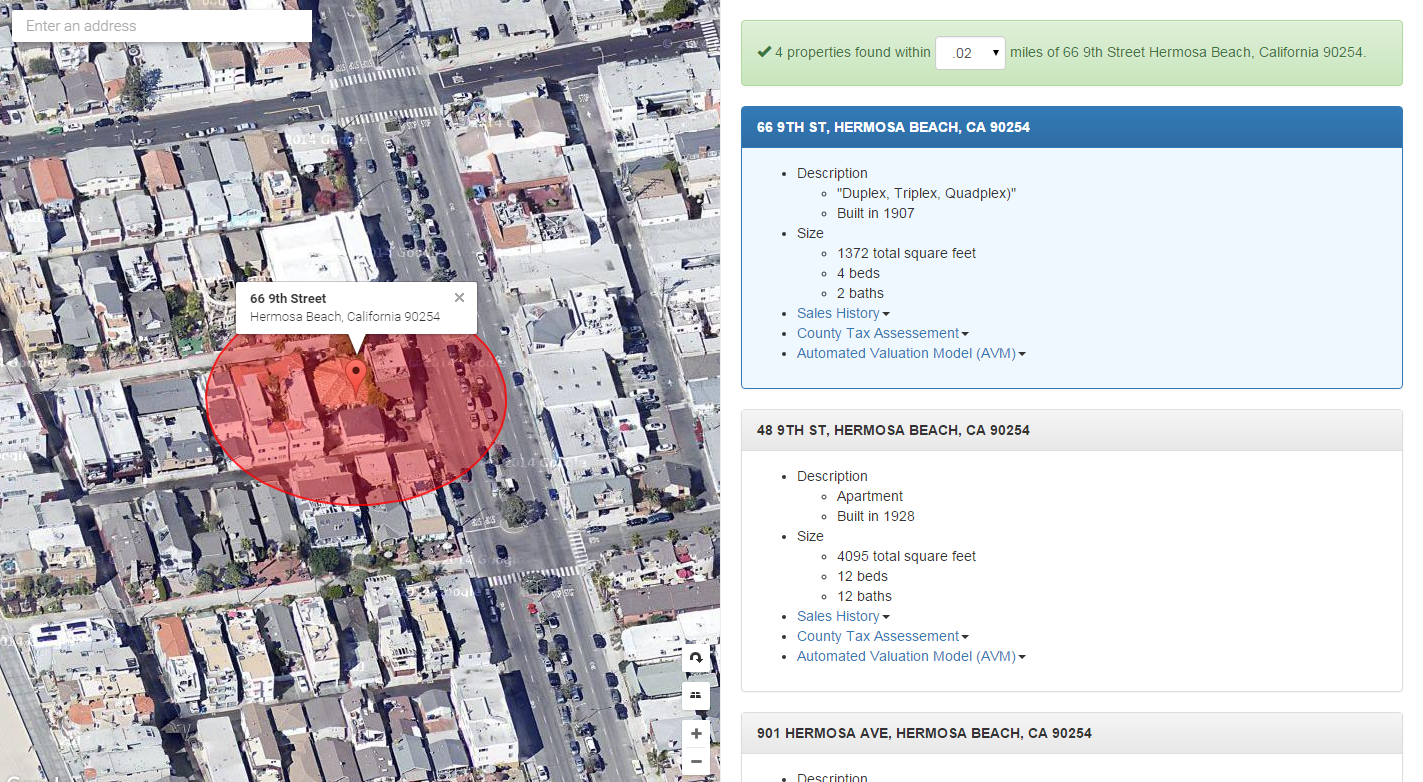 Enter an address
2014 Google
66 9th Street
Hermosa Beach, California 90254
2014 Google
4 properties found within .02 miles of 66 9th Street Hermosa Beach, California 90254.
66 9TH ST, HERMOSA BEACH, CA 90254
Description
"Duplex, Triplex, Quadplex)"
Built in 1907
Size
1372 total square feet
4 beds
2 baths
Sales History
County Tax Assessement
Automated Valuation Model (AVM)
48 9TH ST, HERMOSA BEACH, CA 90254
Description
Apartment
Built in 1928
Size
4095 total square feet
12 beds
12 baths
Sales History
County Tax Assessement
Automated Valuation Model (AVM)
901 HERMOSA AVE, HERMOSA BEACH, CA 90254
Description